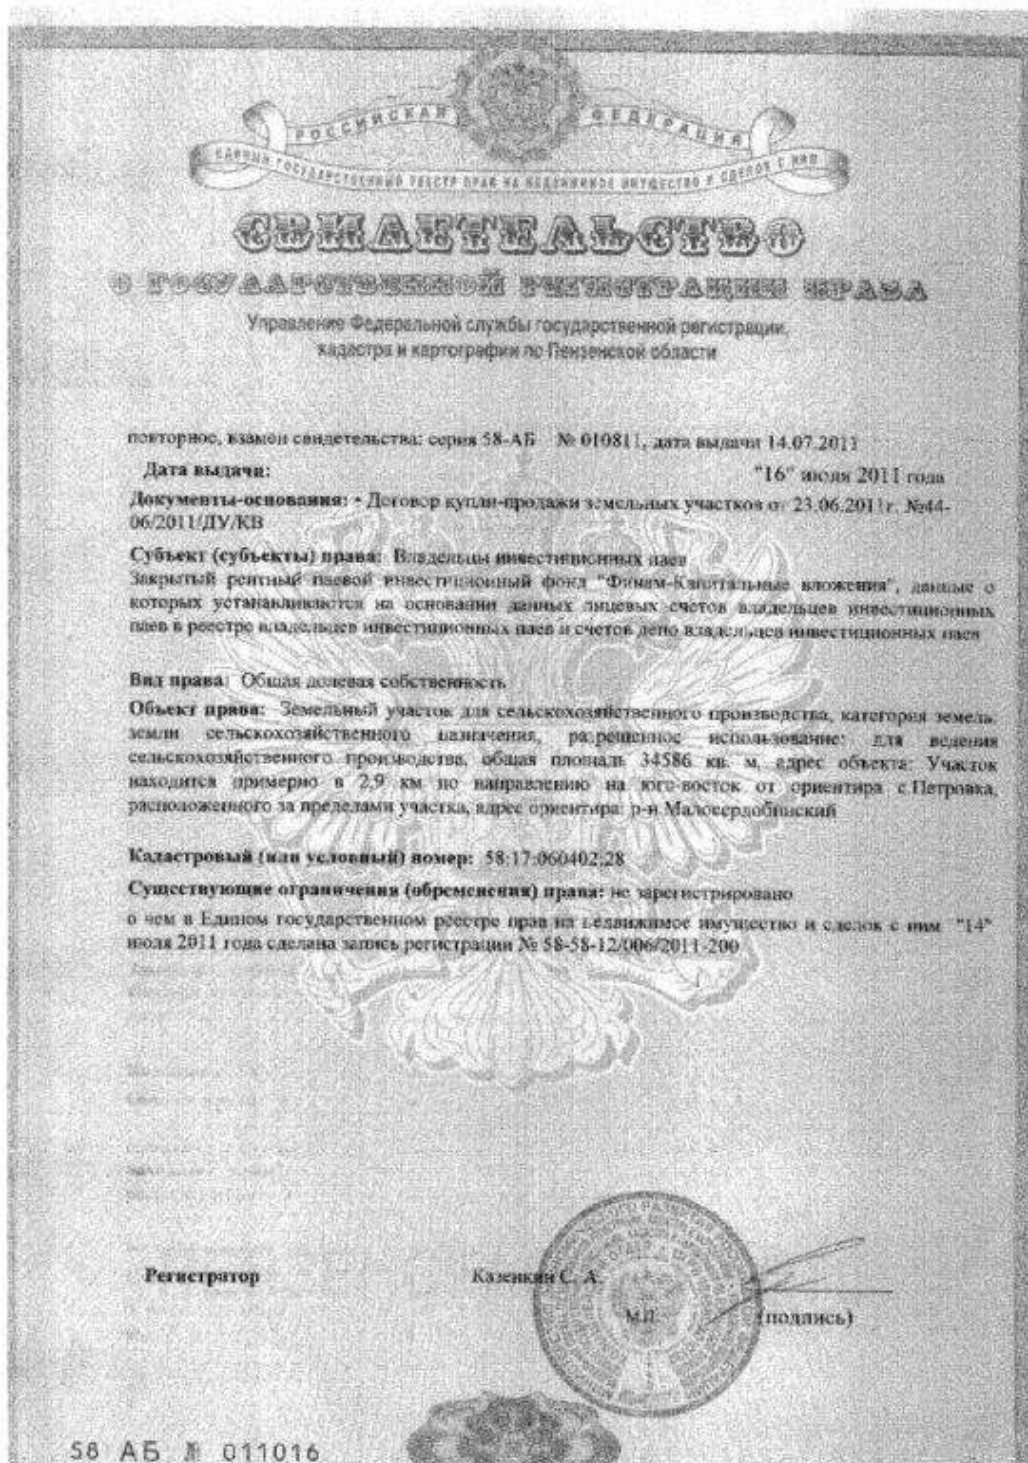 РОССИЙСКАЯ ФЕДЕРАЦИЯ
ЕДИНЫЙ ГОСУДАРСТВЕННЫЙ РЕЕСТР ПРАВ НА НЕДВИЖИМОЕ ИМУЩЕСТВО И СДЕЛОК С НИМ
СВИДЕТЕЛЬСТВО
О ГОСУДАРСТВЕННОЙ РЕГИСТРАЦИИ ПРАВА
Управление Федеральной службы государственной регистрации,
кадастра и картографии по Пензенской области
повторное, взамен свидетельства: серия 58-АБ № 010811, дата выдачи 14.07.2011
Дата выдачи: "16" июля 2011 года
Документы-основания: • Договор купли-продажи земельных участков от 23.06.2011г. №44-
06/2011/ДУ/КВ
Субъект (субъекты) права: Владельцы инвестиционных паев
Закрытый рентный паевой инвестиционный фонд "Финам-Капитальные вложения", данные о
которых устанавливаются на основании данных лицевых счетов владельцев инвестиционных
паев в реестре владельцев инвестиционных паев и счетов депо владельцев инвестиционных паев
Вид права: Общая долевая собственность
Объект права: Земельный участок для сельскохозяйственного производства, категория земель:
земли сельскохозяйственного назначения, разрешенное использование: для ведения
сельскохозяйственного производства, общая площадь 34586 кв. м, адрес объекта: Участок
находится примерно в 2,9 км по направлению на юго-восток от ориентира с.Петровка,
расположенного за пределами участка, адрес ориентира: р-н Малосердобинский
Кадастровый (или условный) номер: 58:17:060402:28
Существующие ограничения (обременения) права: не зарегистрировано
о чем в Едином государственном реестре прав на недвижимое имущество и сделок с ним "14"
июля 2011 года сделана запись регистрации № 58-58-12/006/2011-200
Регистратор Казенкин С. А.
М.П. (подпись)
58 АБ № 011016